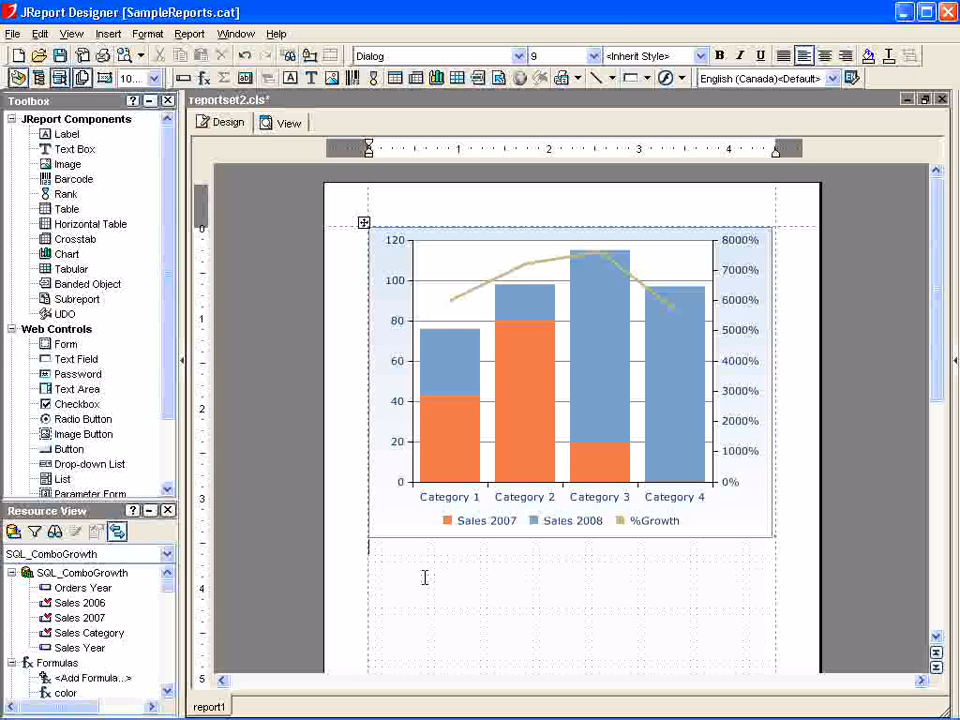 JReport Designer [SampleReports.cat]
File Edit View Insert Format Report Window Help
Dialog 9 <Inherit Style> B I U
10... English (Canada)<Default>
Toolbox
JReport Components
Label
Text Box
Image
Barcode
Rank
Table
Horizontal Table
Crosstab
Chart
Tabular
Banded Object
Subreport
UDO
Web Controls
Form
Text Field
Password
Text Area
Checkbox
Radio Button
Image Button
Button
Drop-down List
List
Parameter Form
Resource View
SQL_ComboGrowth
SQL_ComboGrowth
Orders Year
Sales 2006
Sales 2007
Sales Category
Sales Year
Formulas
<Add Formula...>
color
reportset2.cls*
Design View
1 2 3 4
0
1
2
3
4
5
120 8000%
100 7000%
80 6000%
60 5000%
40 4000%
20 3000%
0 2000%
1000%
0%
Category 1 Category 2 Category 3 Category 4
Sales 2007 Sales 2008 %Growth
report1